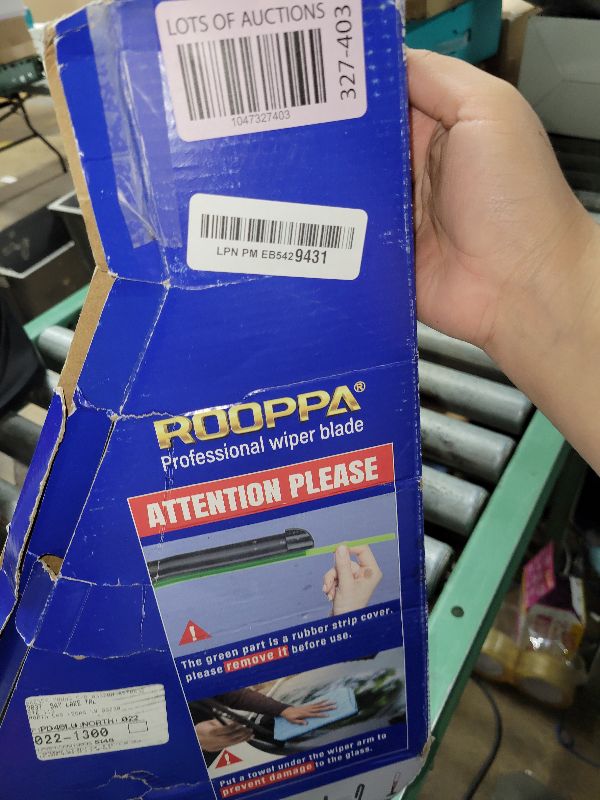 LOTS OF AUCTIONS
327-403
1047327403
LPN PM EB5429431
ROOPPA®
Professional wiper blade
ATTENTION PLEASE
The green part is a rubber strip cover,
please remove it before use.
NORTH: 022
022-1300
Put a towel under the wiper arm to
prevent damage to the glass.